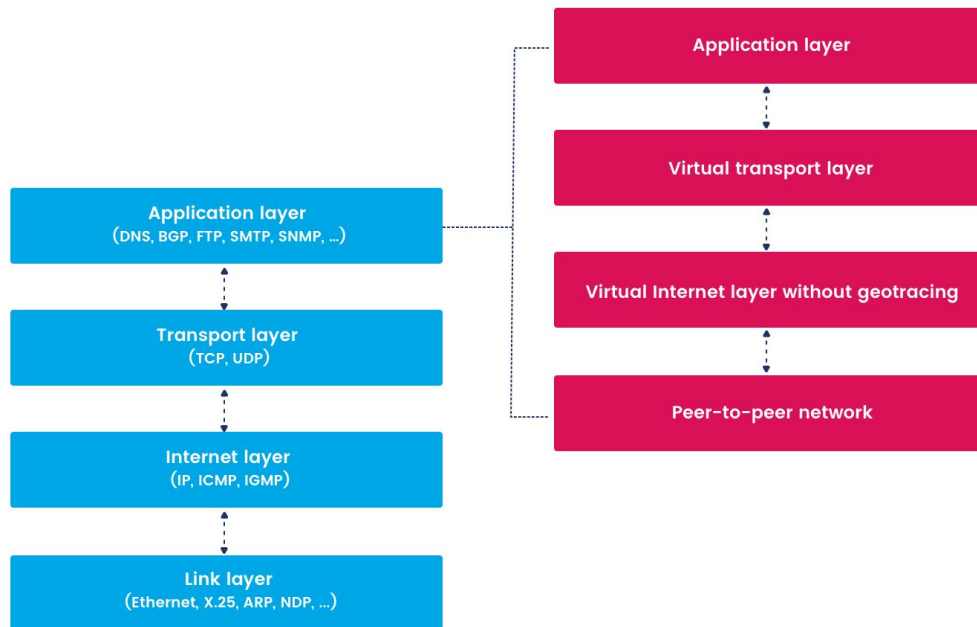 Application layer
(DNS, BGP, FTP, SMTP, SNMP, ...)
Transport layer
(TCP, UDP)
Internet layer
(IP, ICMP, IGMP)
Link layer
(Ethernet, X.25, ARP, NDP, ...)
Application layer
Virtual transport layer
Virtual Internet layer without geotracing
Peer-to-peer network